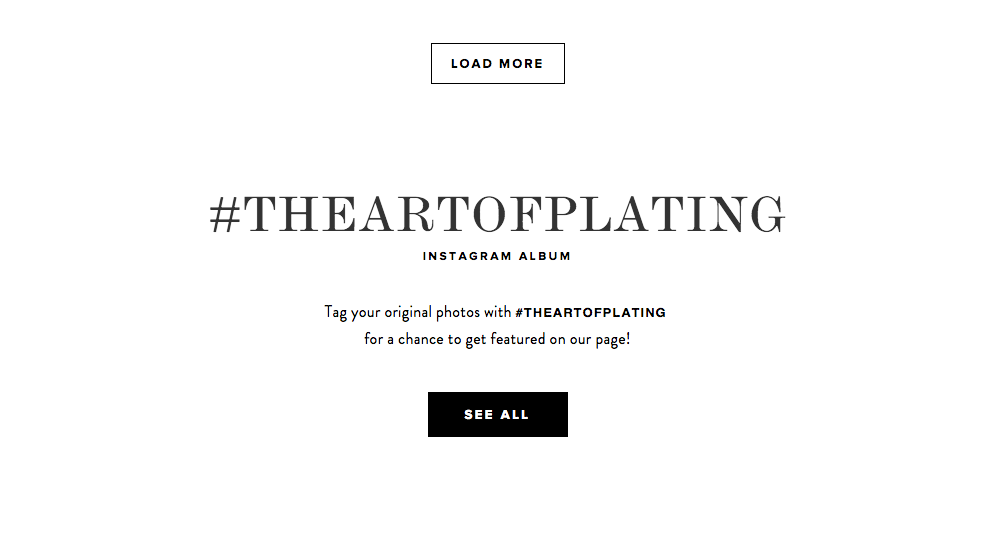 LOAD MORE
#THEARTOFPLATING
INSTAGRAM ALBUM
Tag your original photos with #THEARTOFPLATING
for a chance to get featured on our page!
SEE ALL